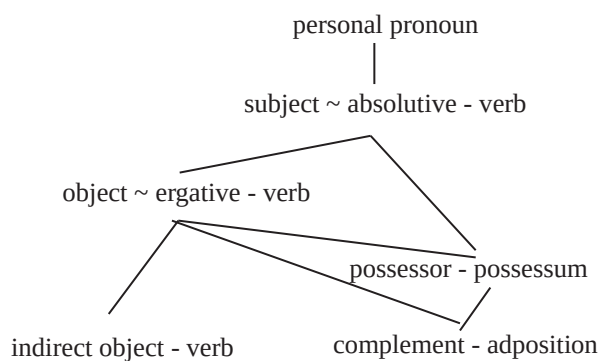 personal pronoun
subject ~ absolutive - verb
object ~ ergative - verb
possessor - possessum
indirect object - verb
complement - adposition